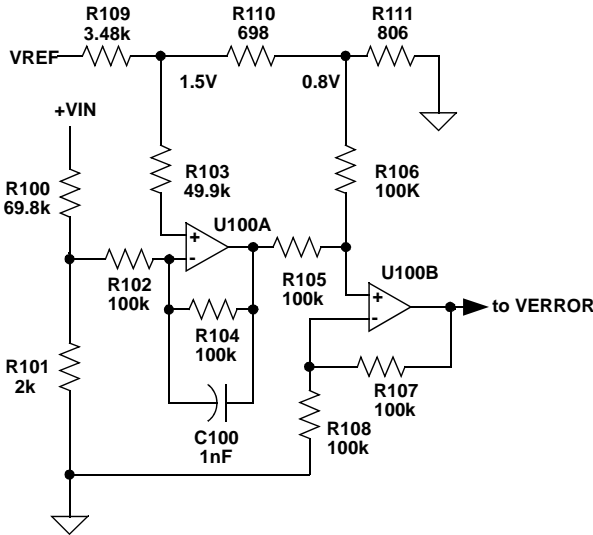 R109
3.48k
R110
698
R111
806
VREF
1.5V
0.8V
+VIN
R100
69.8k
R103
49.9k
R106
100K
U100A
+
-
R102
100k
R105
100k
U100B
+
-
to VERROR
R104
100k
R101
2k
R107
100k
C100
1nF
R108
100k